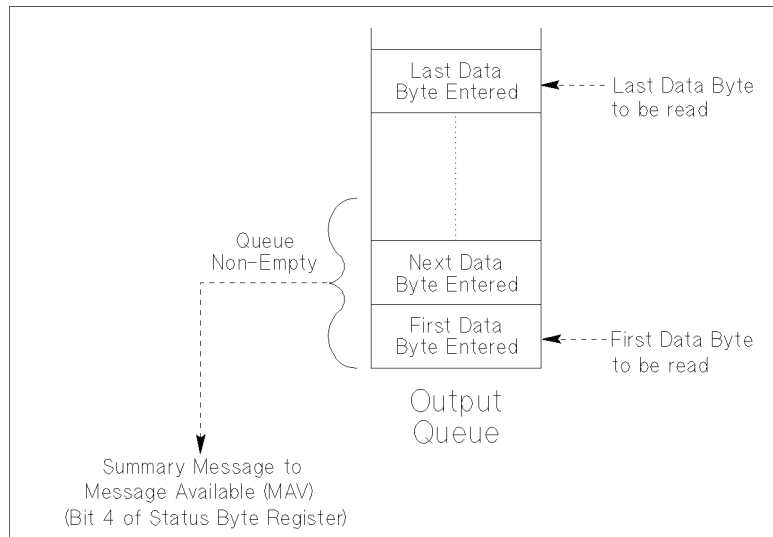 Last Data
Byte Entered
Last Data Byte
to be read
Queue
Non-Empty
Next Data
Byte Entered
First Data
Byte Entered
First Data Byte
to be read
Output
Queue
Summary Message to
Message Available (MAV)
(Bit 4 of Status Byte Register)